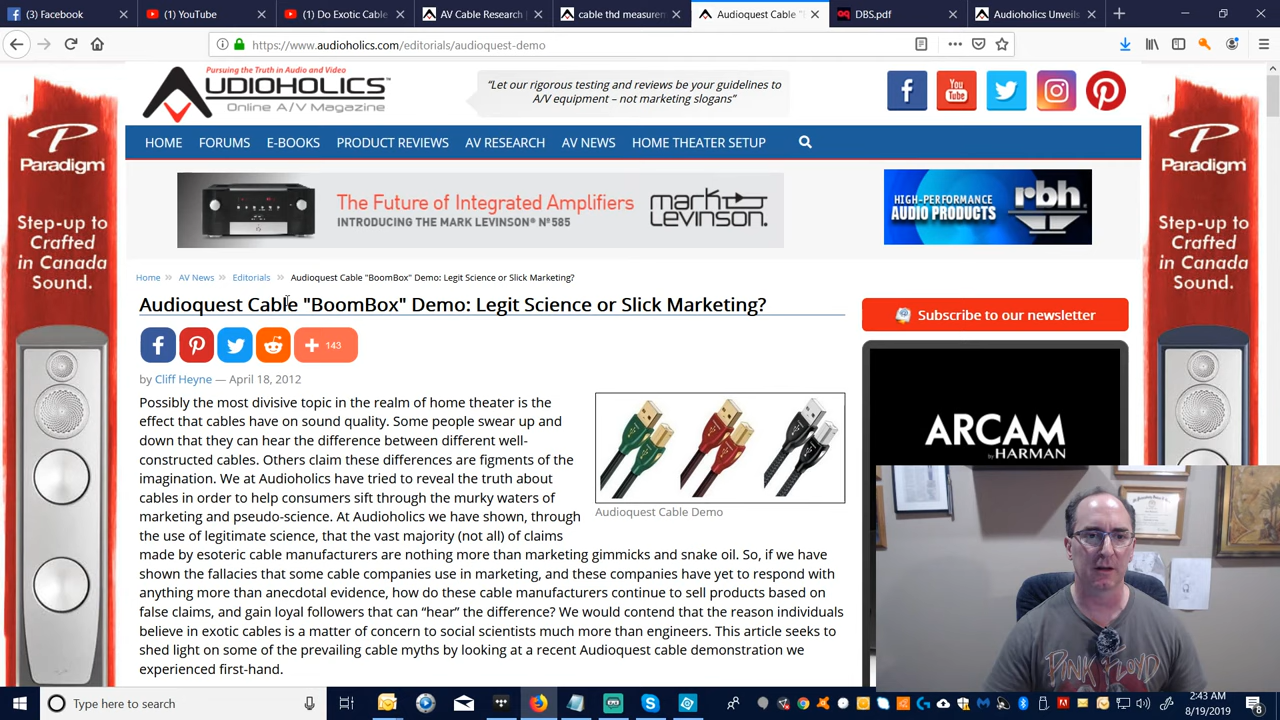 (3) Facebook
(1) YouTube
(1) Do Exotic Cable
AV Cable Research |
cable thd measuremen
Audioquest Cable "
DBS.pdf
Audioholics Unveils
https://www.audioholics.com/editorials/audioquest-demo
Pursuing the Truth in Audio and Video
AUDIOHOLICS
Online A/V Magazine
"Let our rigorous testing and reviews be your guidelines to
A/V equipment – not marketing slogans"
You
Tube
HOME FORUMS E-BOOKS PRODUCT REVIEWS AV RESEARCH AV NEWS HOME THEATER SETUP
Paradigm
Step-up to
Crafted
in Canada
Sound.
The Future of Integrated Amplifiers
INTRODUCING THE MARK LEVINSON № 585
Mark
Levinson
HIGH-PERFORMANCE
AUDIO PRODUCTS
rbh
Paradigm
Step-up to
Crafted
in Canada
Sound.
Home » AV News » Editorials » Audioquest Cable "BoomBox" Demo: Legit Science or Slick Marketing?
Audioquest Cable "BoomBox" Demo: Legit Science or Slick Marketing?
Subscribe to our newsletter
143
by Cliff Heyne — April 18, 2012
Possibly the most divisive topic in the realm of home theater is the
effect that cables have on sound quality. Some people swear up and
down that they can hear the difference between different well-
constructed cables. Others claim these differences are figments of the
imagination. We at Audioholics have tried to reveal the truth about
cables in order to help consumers sift through the murky waters of
marketing and pseudo-science. At Audioholics we have shown, through
the use of legitimate science, that the vast majority (not all) of claims
made by esoteric cable manufacturers are nothing more than marketing gimmicks and snake oil. So, if we have
shown the fallacies that some cable companies use in marketing, and these companies have yet to respond with
anything more than anecdotal evidence, how do these cable manufacturers continue to sell products based on
false claims, and gain loyal followers that can "hear" the difference? We would contend that the reason individuals
believe in exotic cables is a matter of concern to social scientists much more than engineers. This article seeks to
shed light on some of the prevailing cable myths by looking at a recent Audioquest cable demonstration we
experienced first-hand.
Audioquest Cable Demo
ARCAM
by HARMAN
PINK FLOYD
Type here to search
2:43 AM
8/19/2019
8